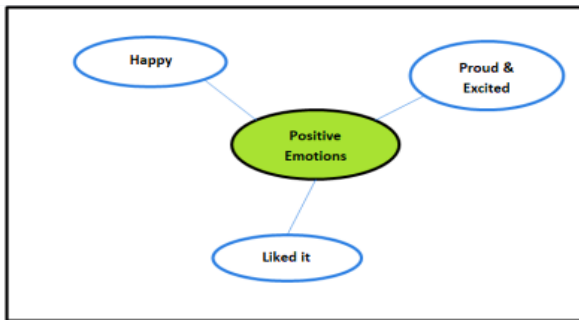 Happy
Proud &
Excited
Positive
Emotions
Liked it